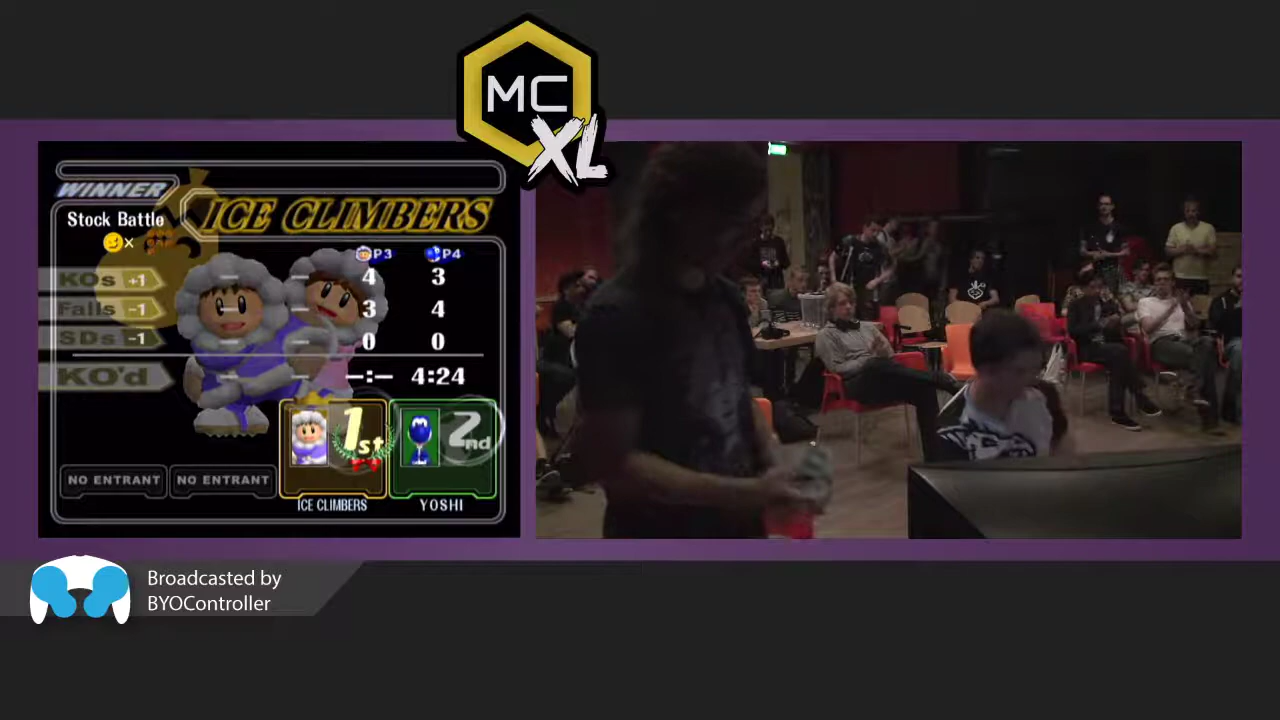 MC
XL
WINNER
ICE CLIMBERS
Stock Battle
×
P3 P4
KOs +1 — — 4 3
Falls -1 — — 3 4
SDs -1 — — 0 0
KO'd — — —:— 4:24
1st 2nd
NO ENTRANT NO ENTRANT
ICE CLIMBERS YOSHI
Broadcasted by
BYOController